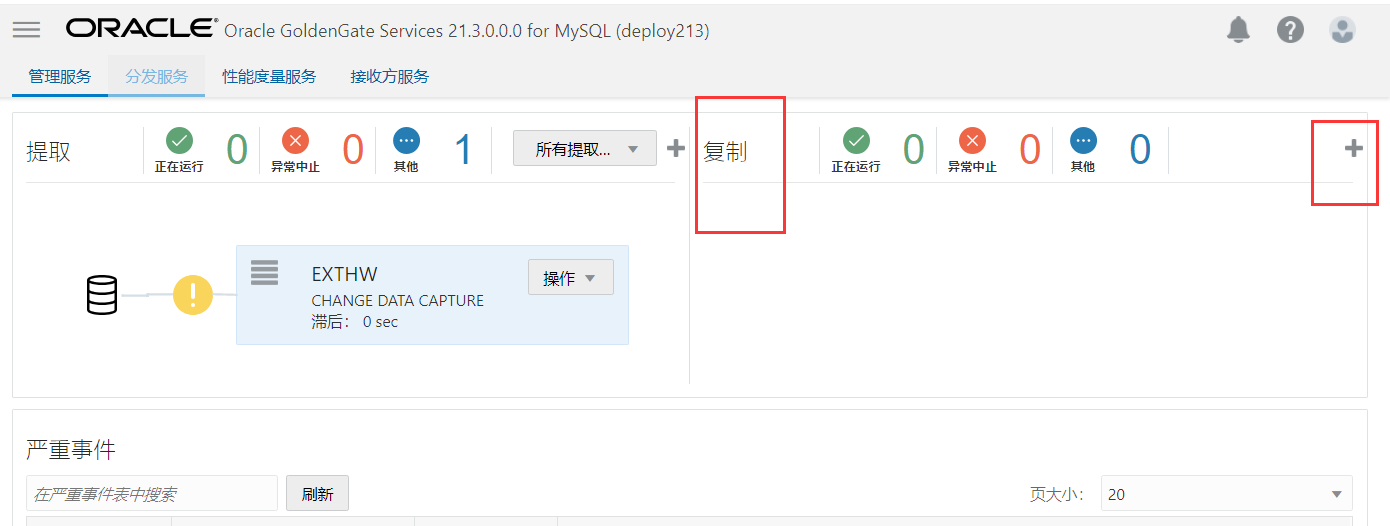 ORACLE® Oracle GoldenGate Services 21.3.0.0.0 for MySQL (deploy213)
管理服务 分发服务 性能度量服务 接收方服务
提取 正在运行 0 异常中止 0 其他 1 所有提取... 复制 正在运行 0 异常中止 0 其他 0
EXTHW 操作
CHANGE DATA CAPTURE
滞后： 0 sec
严重事件
在严重事件表中搜索 刷新 页大小： 20